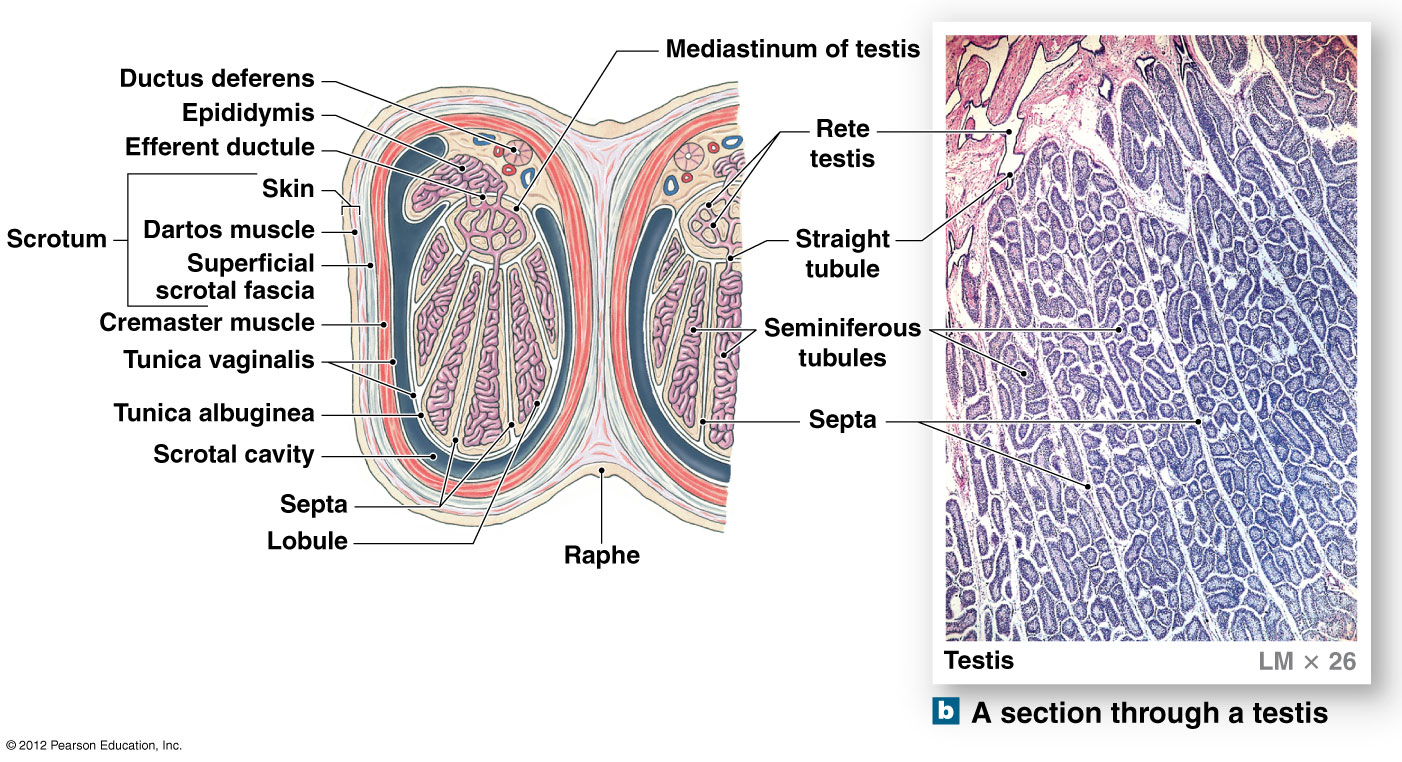 Mediastinum of testis
Ductus deferens
Epididymis
Efferent ductule
Skin
Scrotum
Dartos muscle
Superficial
scrotal fascia
Cremaster muscle
Tunica vaginalis
Tunica albuginea
Scrotal cavity
Septa
Lobule
Raphe
Rete
testis
Straight
tubule
Seminiferous
tubules
Septa
Testis LM × 26
b A section through a testis
© 2012 Pearson Education, Inc.